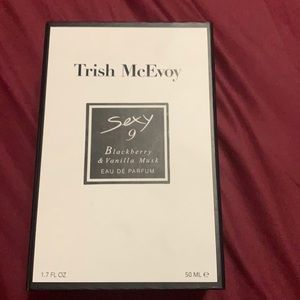 Trish McEvoy
Sexy
9
Blackberry
& Vanilla Musk
EAU DE PARFUM
1.7 FL OZ 50 ML ℮